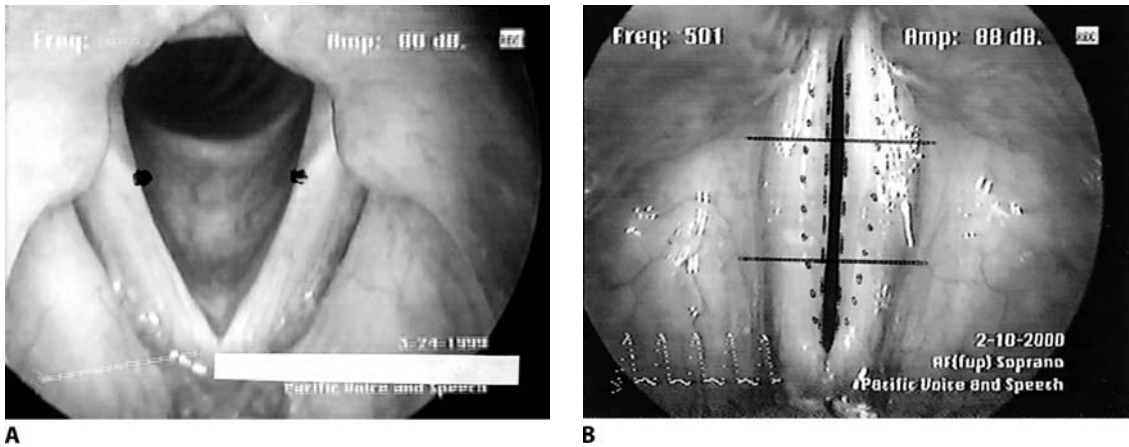 Freq:
Amp: 80 dB.
3-24-1999
Pacific Voice and Speech
A
Freq: 501
Amp: 88 dB.
2-10-2000
AF(fup) Soprano
Pacific Voice and Speech
B